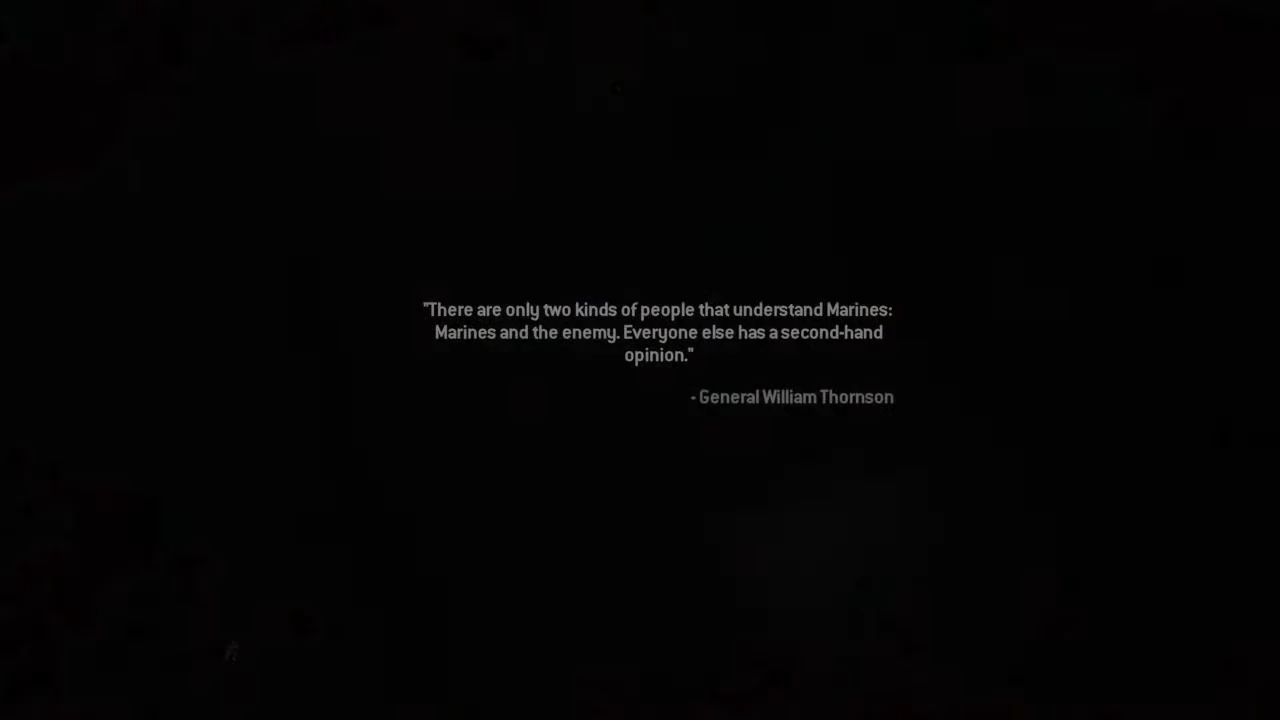 "There are only two kinds of people that understand Marines:
Marines and the enemy. Everyone else has a second-hand
opinion."
- General William Thornson